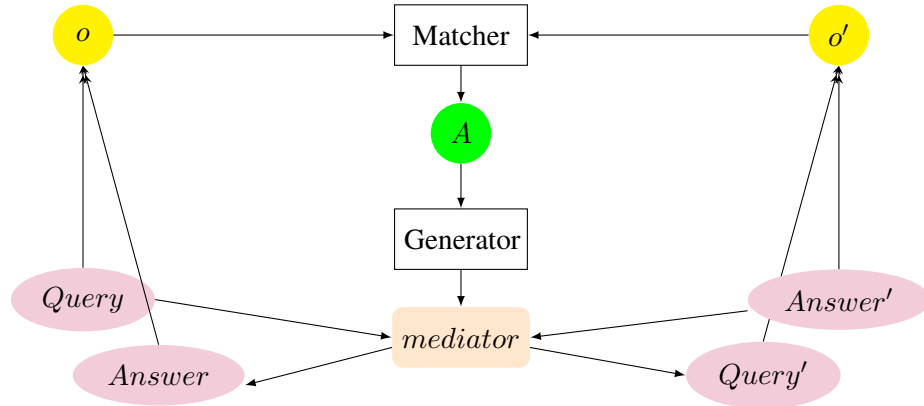 o
Matcher
o′
A
Generator
Query
Answer′
mediator
Answer
Query′